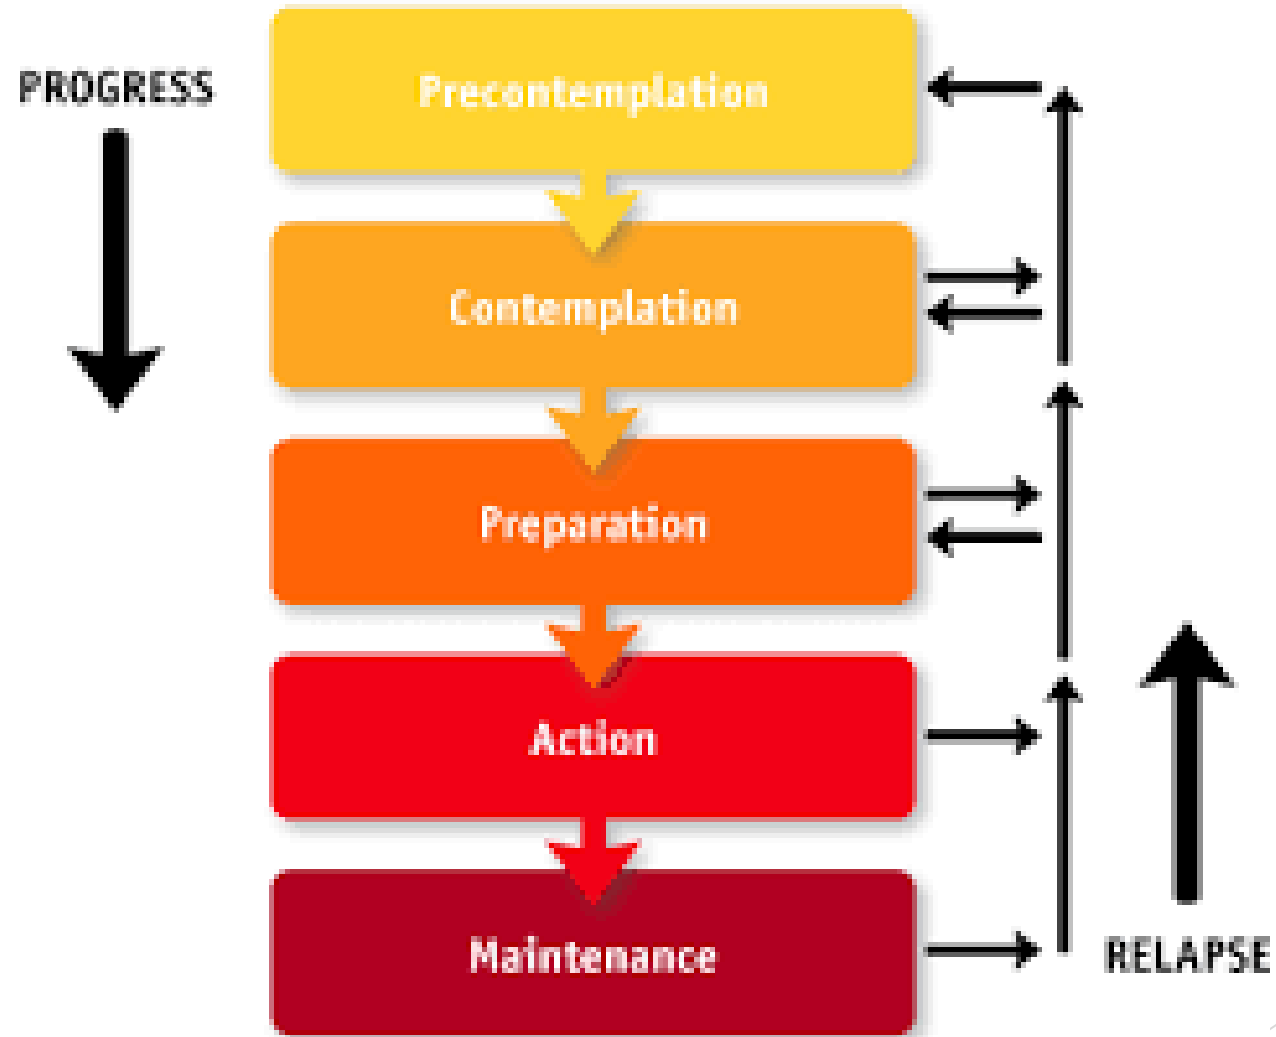 PROGRESS
Precontemplation
Contemplation
Preparation
Action
Maintenance
RELAPSE